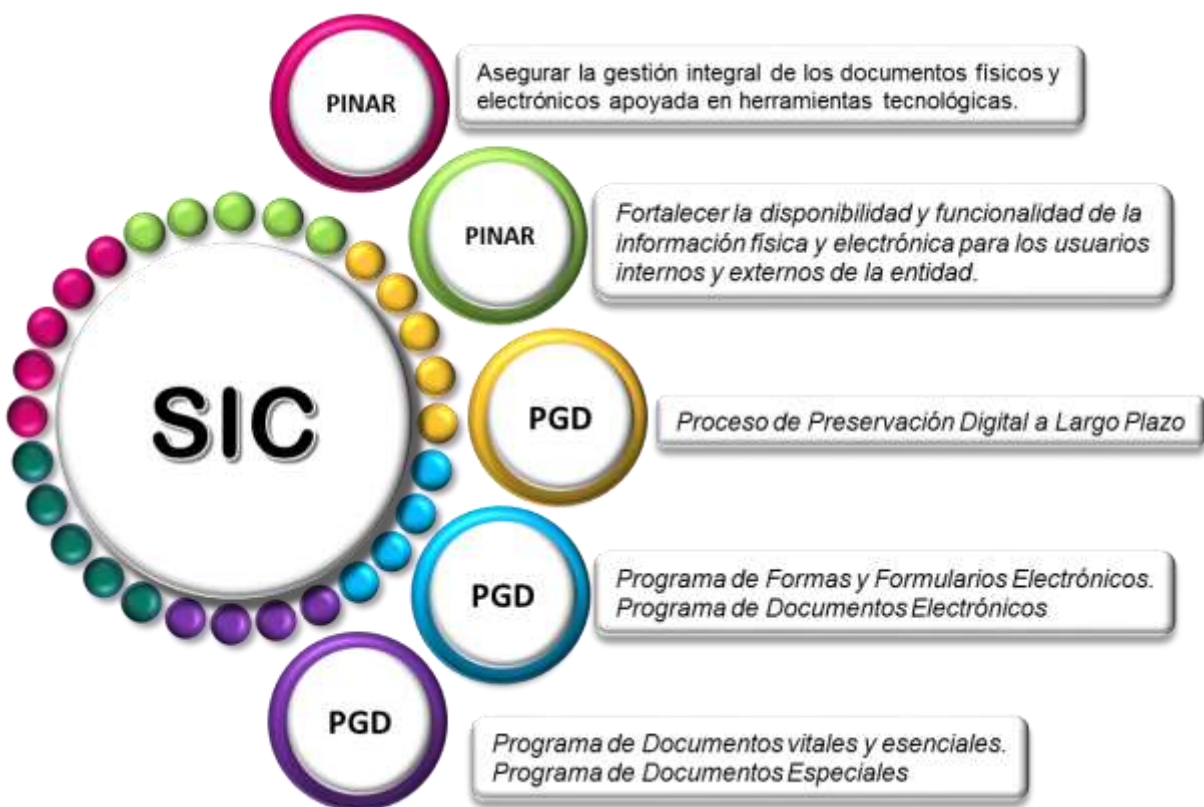 PINAR
Asegurar la gestión integral de los documentos físicos y
electrónicos apoyada en herramientas tecnológicas.
PINAR
Fortalecer la disponibilidad y funcionalidad de la
información física y electrónica para los usuarios
internos y externos de la entidad.
SIC
PGD
Proceso de Preservación Digital a Largo Plazo
PGD
Programa de Formas y Formularios Electrónicos.
Programa de Documentos Electrónicos
PGD
Programa de Documentos vitales y esenciales.
Programa de Documentos Especiales